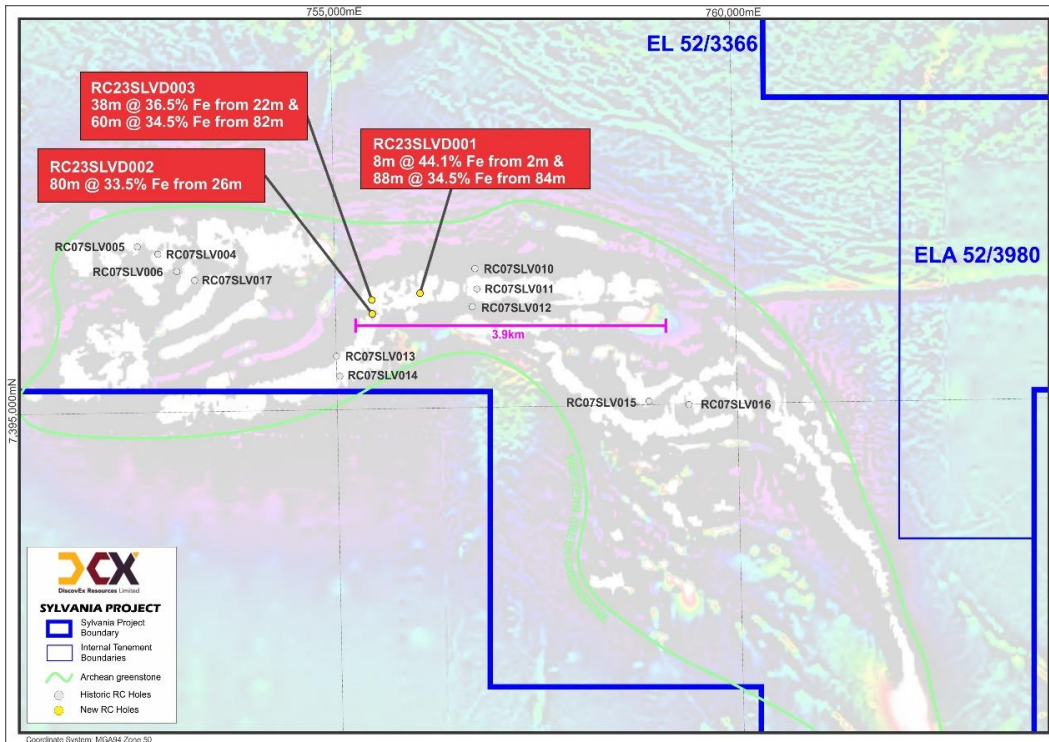 755,000mE
760,000mE
EL 52/3366
RC23SLVD003
38m @ 36.5% Fe from 22m &
60m @ 34.5% Fe from 82m
RC23SLVD001
8m @ 44.1% Fe from 2m &
88m @ 34.5% Fe from 84m
RC23SLVD002
80m @ 33.5% Fe from 26m
RC07SLV005
RC07SLV004
RC07SLV006
RC07SLV017
RC07SLV010
RC07SLV011
RC07SLV012
ELA 52/3980
3.9km
RC07SLV013
RC07SLV014
7,395,000mN
RC07SLV015
RC07SLV016
DCX
DiscovEx Resources Limited
SYLVANIA PROJECT
Sylvania Project
Boundary
Internal Tenement
Boundaries
Archean greenstone
Historic RC Holes
New RC Holes
Coordinate System: MGA94 Zone 50